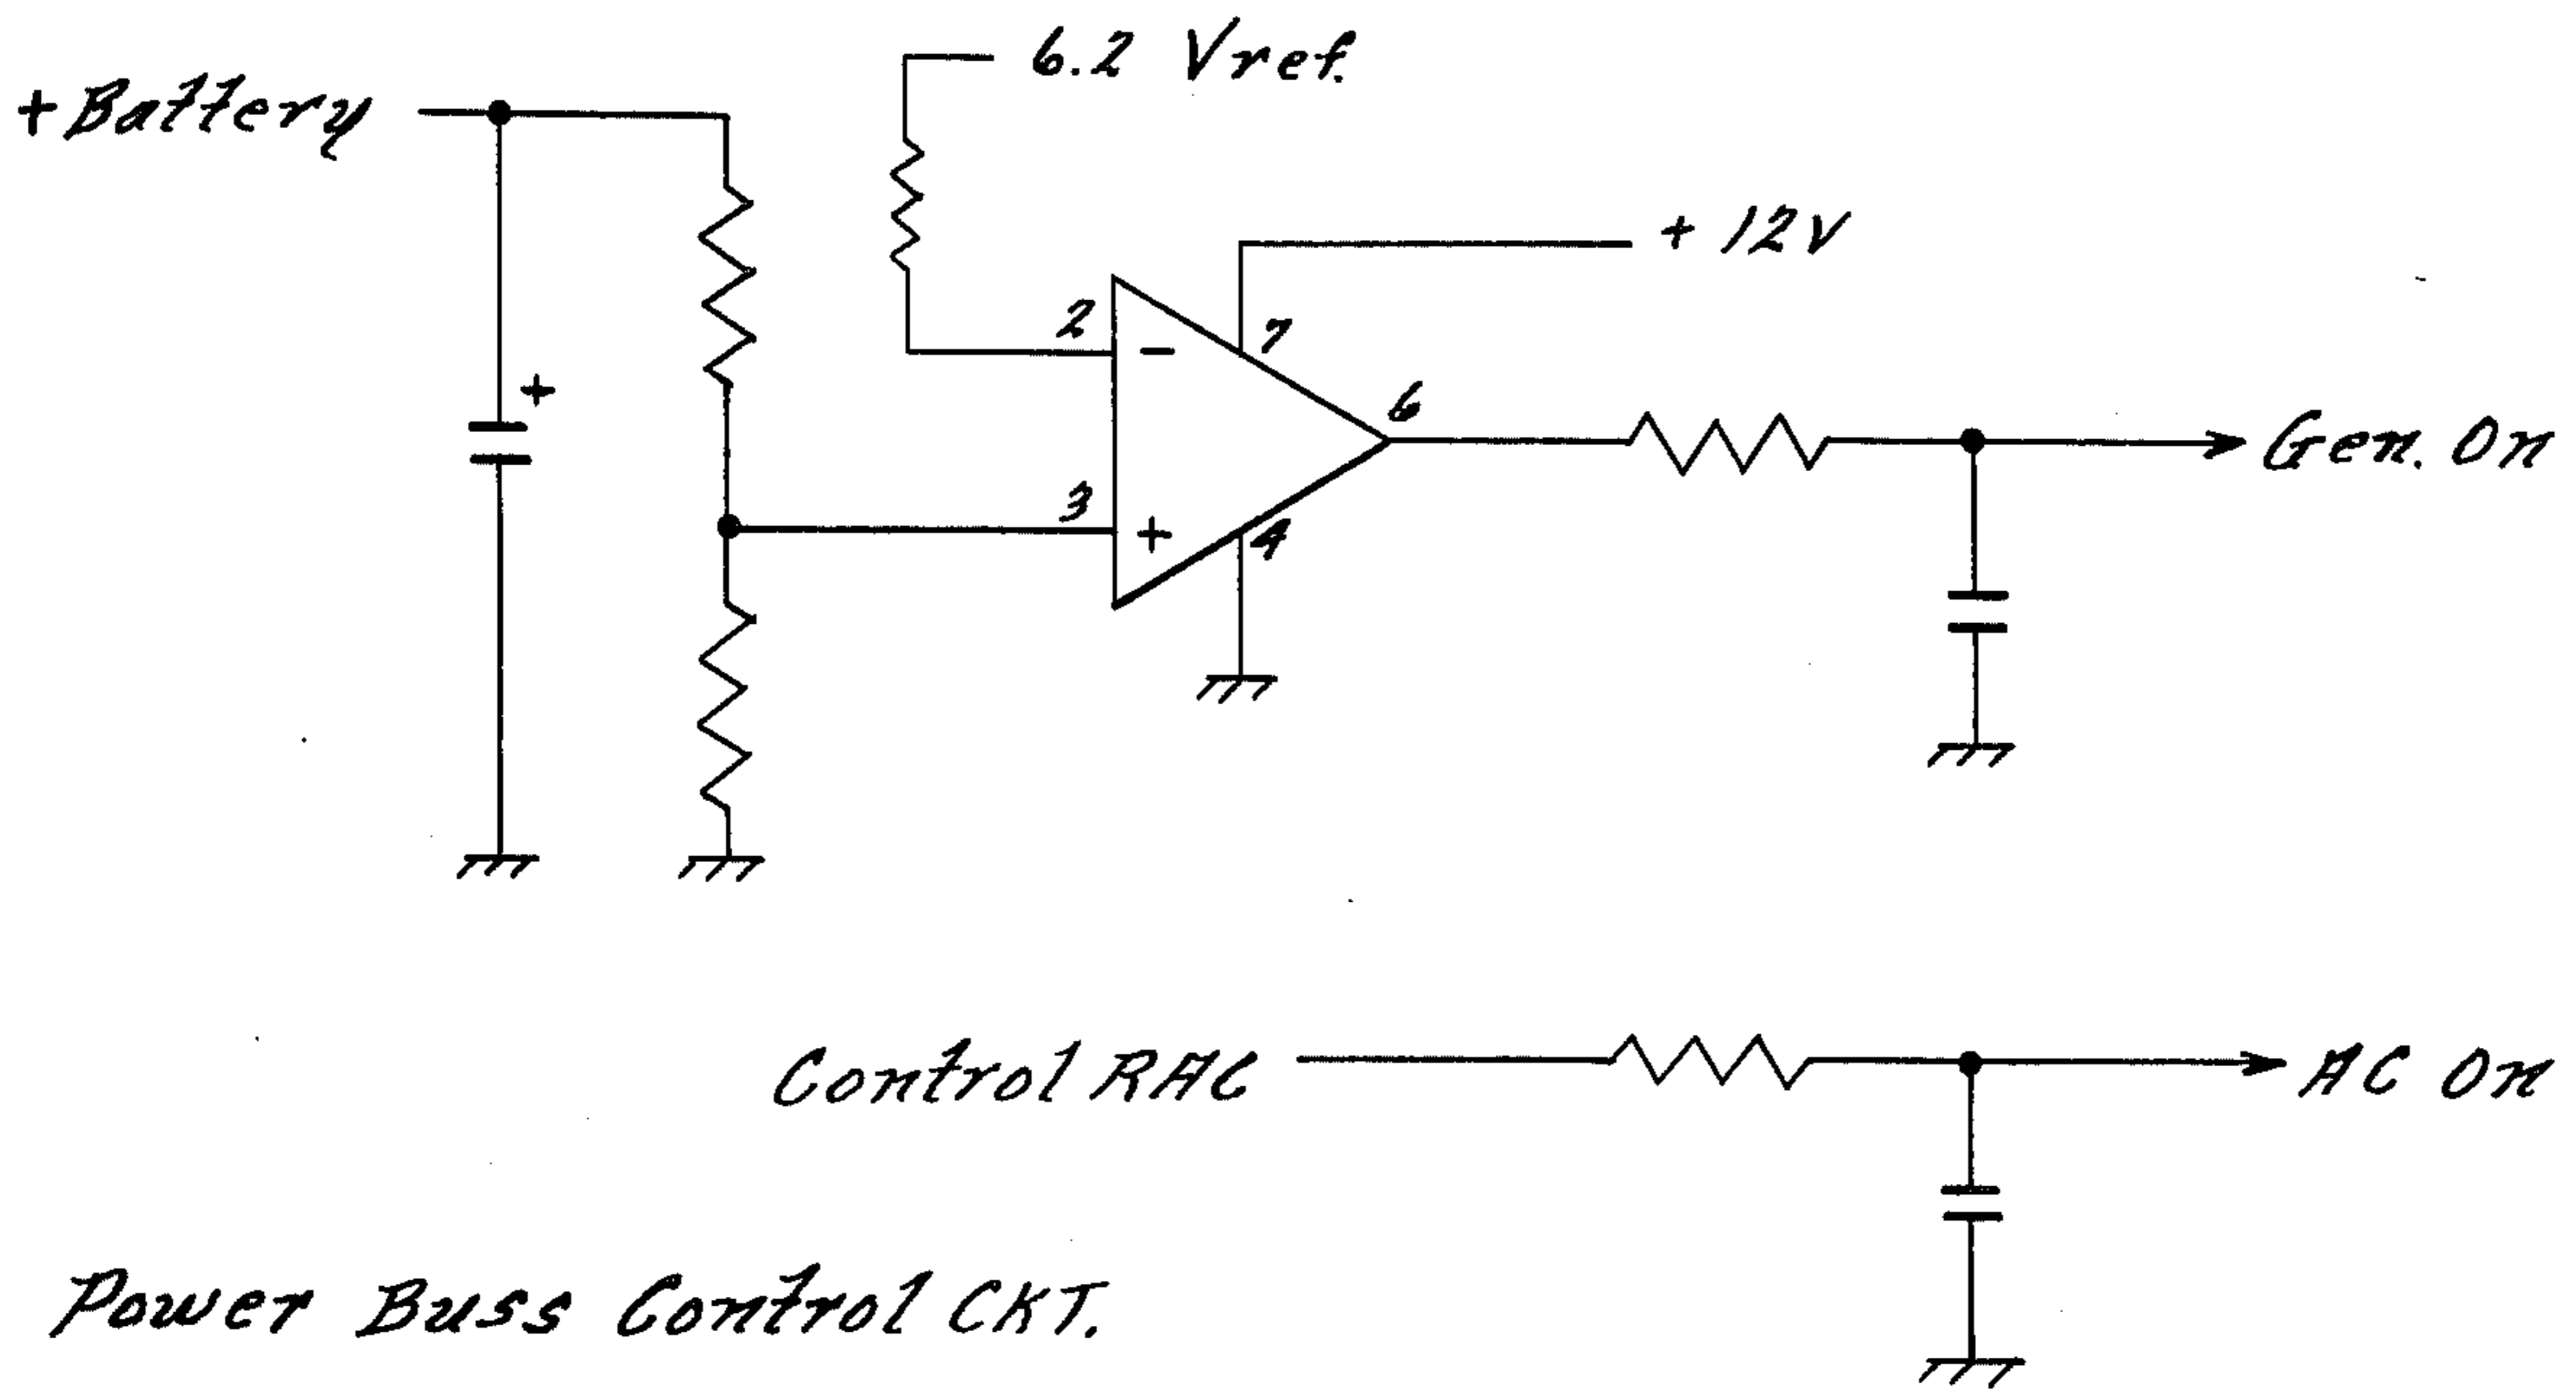 6.2 Vref.
+ Battery
+ 12V
2
7
-
+
6
Gen. On
3
+
4
Control RAC
AC On
Power Buss Control CKT.